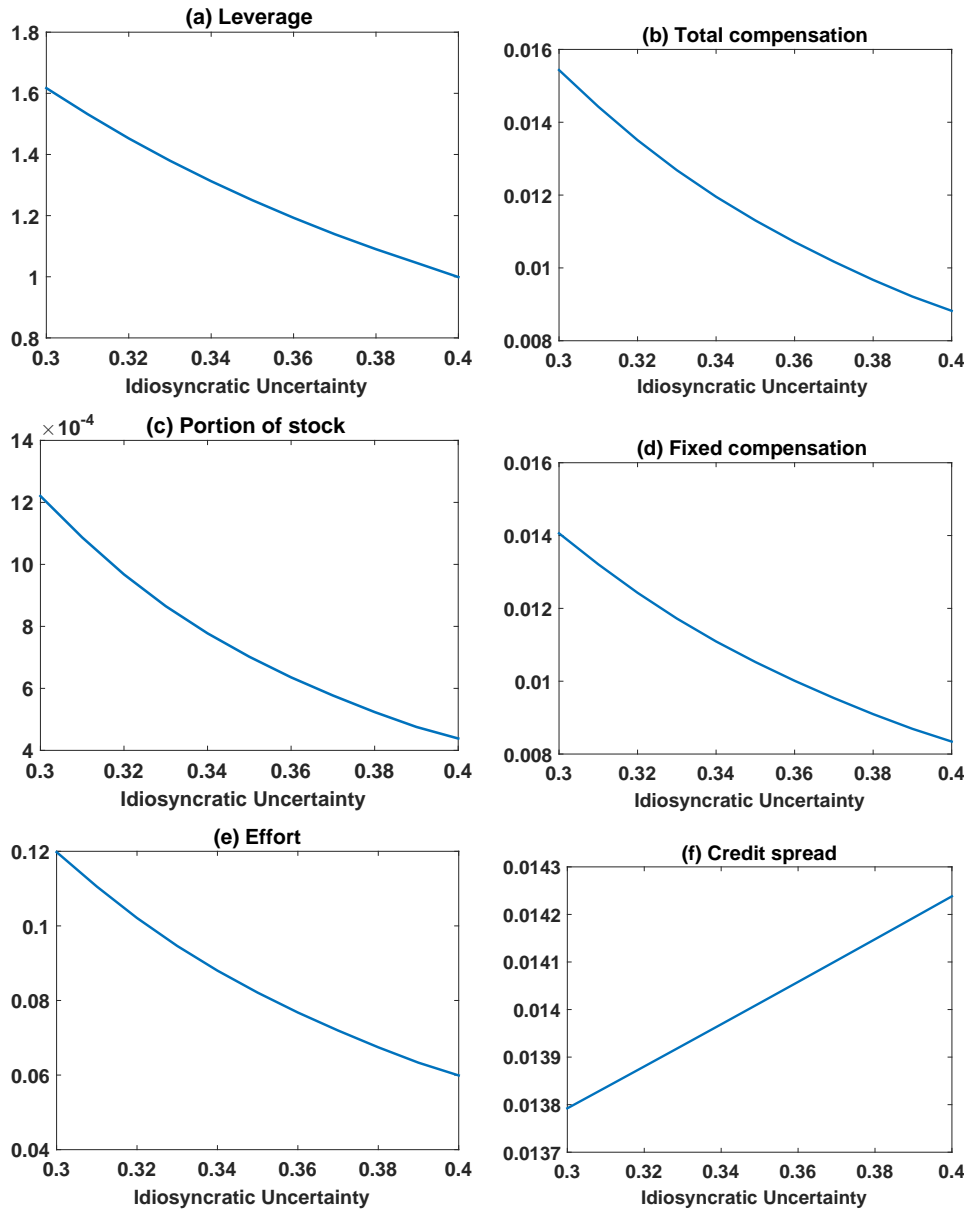 (a) Leverage
1.8
1.6
1.4
1.2
1
0.8
0.3 0.32 0.34 0.36 0.38 0.4
Idiosyncratic Uncertainty
(b) Total compensation
0.016
0.014
0.012
0.01
0.008
0.3 0.32 0.34 0.36 0.38 0.4
Idiosyncratic Uncertainty
(c) Portion of stock
×10-4
14
12
10
8
6
4
0.3 0.32 0.34 0.36 0.38 0.4
Idiosyncratic Uncertainty
(d) Fixed compensation
0.016
0.014
0.012
0.01
0.008
0.3 0.32 0.34 0.36 0.38 0.4
Idiosyncratic Uncertainty
(e) Effort
0.12
0.1
0.08
0.06
0.04
0.3 0.32 0.34 0.36 0.38 0.4
Idiosyncratic Uncertainty
(f) Credit spread
0.0143
0.0142
0.0141
0.014
0.0139
0.0138
0.0137
0.3 0.32 0.34 0.36 0.38 0.4
Idiosyncratic Uncertainty